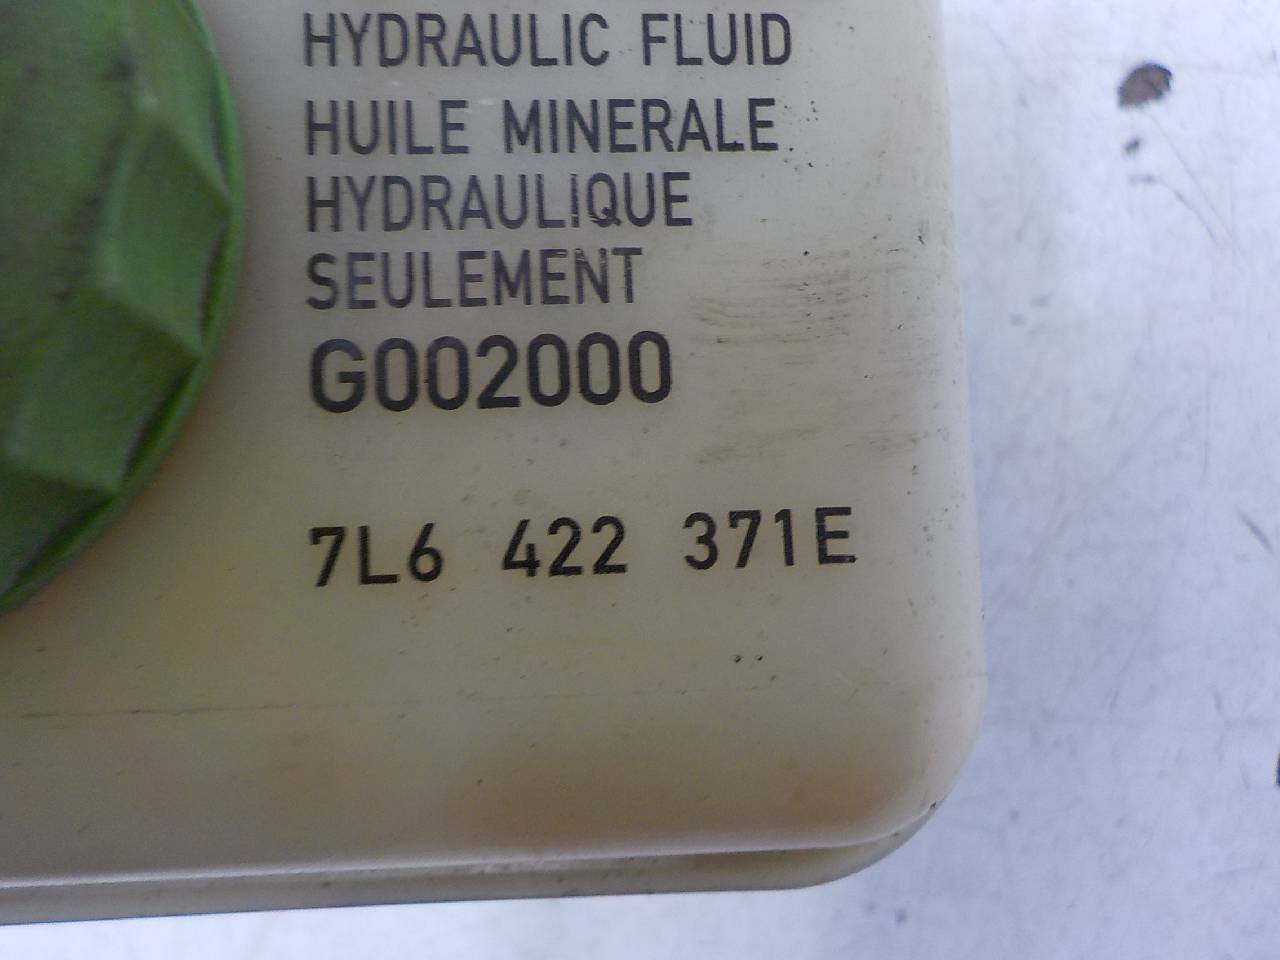 HYDRAULIC FLUID
HUILE MINERALE
HYDRAULIQUE
SEULEMENT
G002000
7L6 422 371E